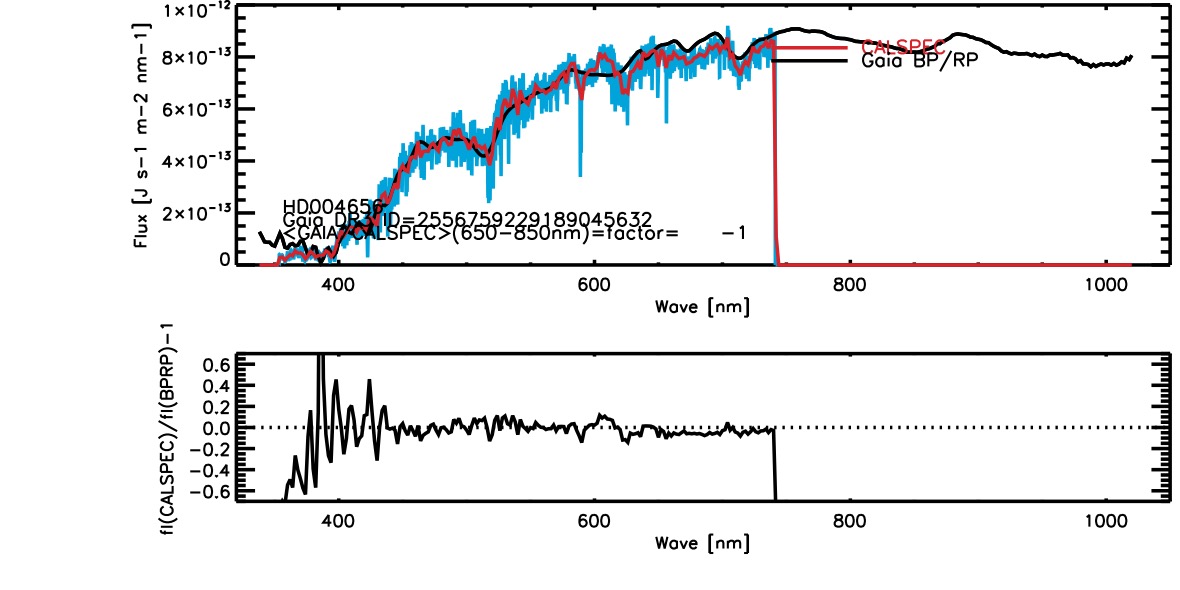 1×10−12
8×10−13
6×10−13
4×10−13
2×10−13
0
Flux [J s−1 m−2 nm−1]
CALSPEC
Gaia BP/RP
HD004656
Gaia DR3 ID=2556759229189045632
<GAIA/CALSPEC>(650−850nm)=factor= −1
400 600 800 1000
Wave [nm]
fl(CALSPEC)/fl(BPRP)−1
0.6
0.4
0.2
0.0
−0.2
−0.4
−0.6
400 600 800 1000
Wave [nm]